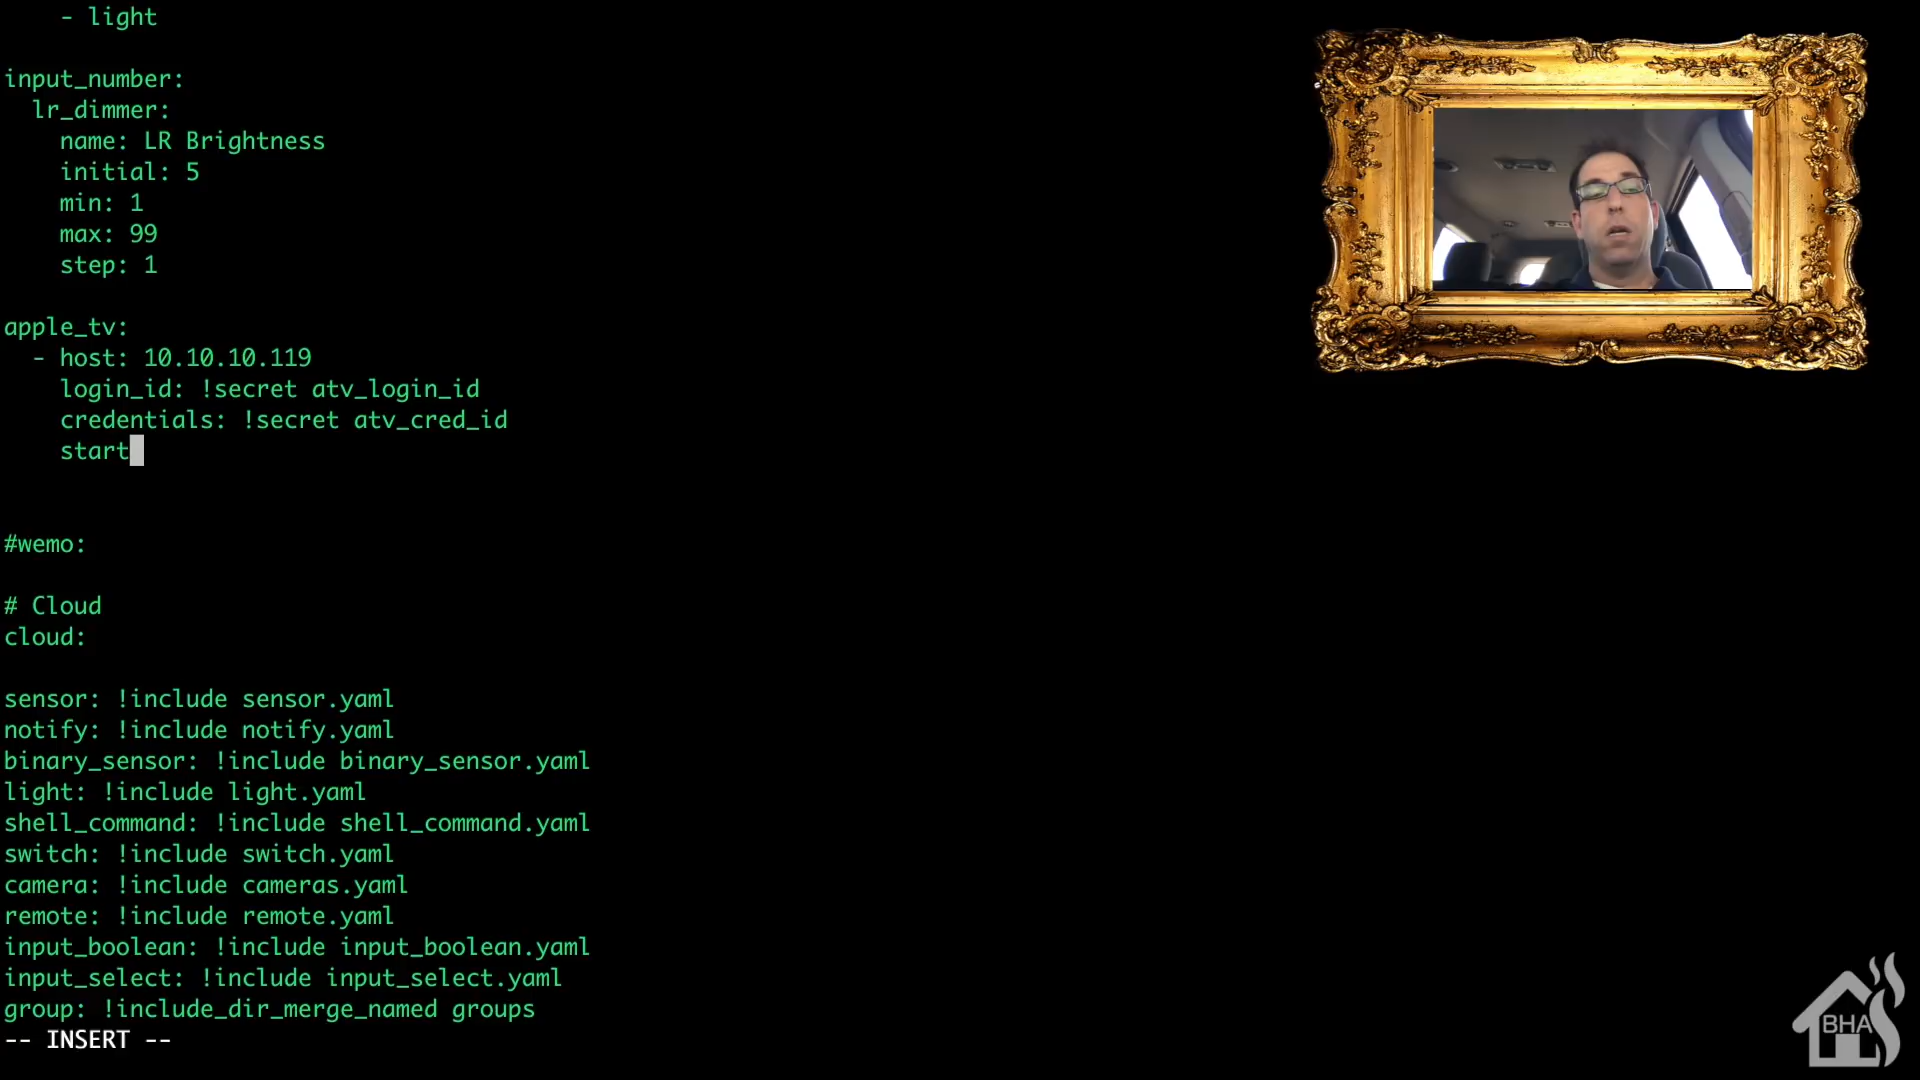 - light

input_number:
  lr_dimmer:
    name: LR Brightness
    initial: 5
    min: 1
    max: 99
    step: 1

apple_tv:
  - host: 10.10.10.119
    login_id: !secret atv_login_id
    credentials: !secret atv_cred_id
    start

#wemo:

# Cloud
cloud:

sensor: !include sensor.yaml
notify: !include notify.yaml
binary_sensor: !include binary_sensor.yaml
light: !include light.yaml
shell_command: !include shell_command.yaml
switch: !include switch.yaml
camera: !include cameras.yaml
remote: !include remote.yaml
input_boolean: !include input_boolean.yaml
input_select: !include input_select.yaml
group: !include_dir_merge_named groups
-- INSERT --
BHA